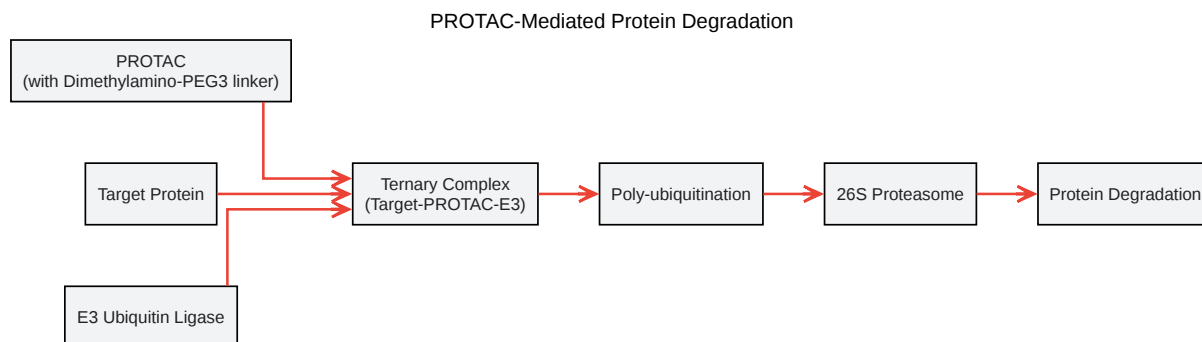 PROTAC-Mediated Protein Degradation
PROTAC
(with Dimethylamino-PEG3 linker)
Target Protein
Ternary Complex
(Target-PROTAC-E3)
Poly-ubiquitination
26S Proteasome
Protein Degradation
E3 Ubiquitin Ligase